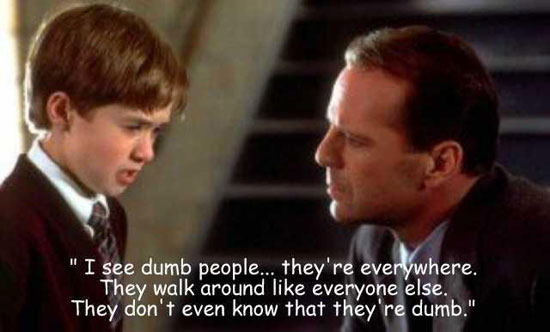 " I see dumb people... they're everywhere.
They walk around like everyone else.
They don't even know that they're dumb."